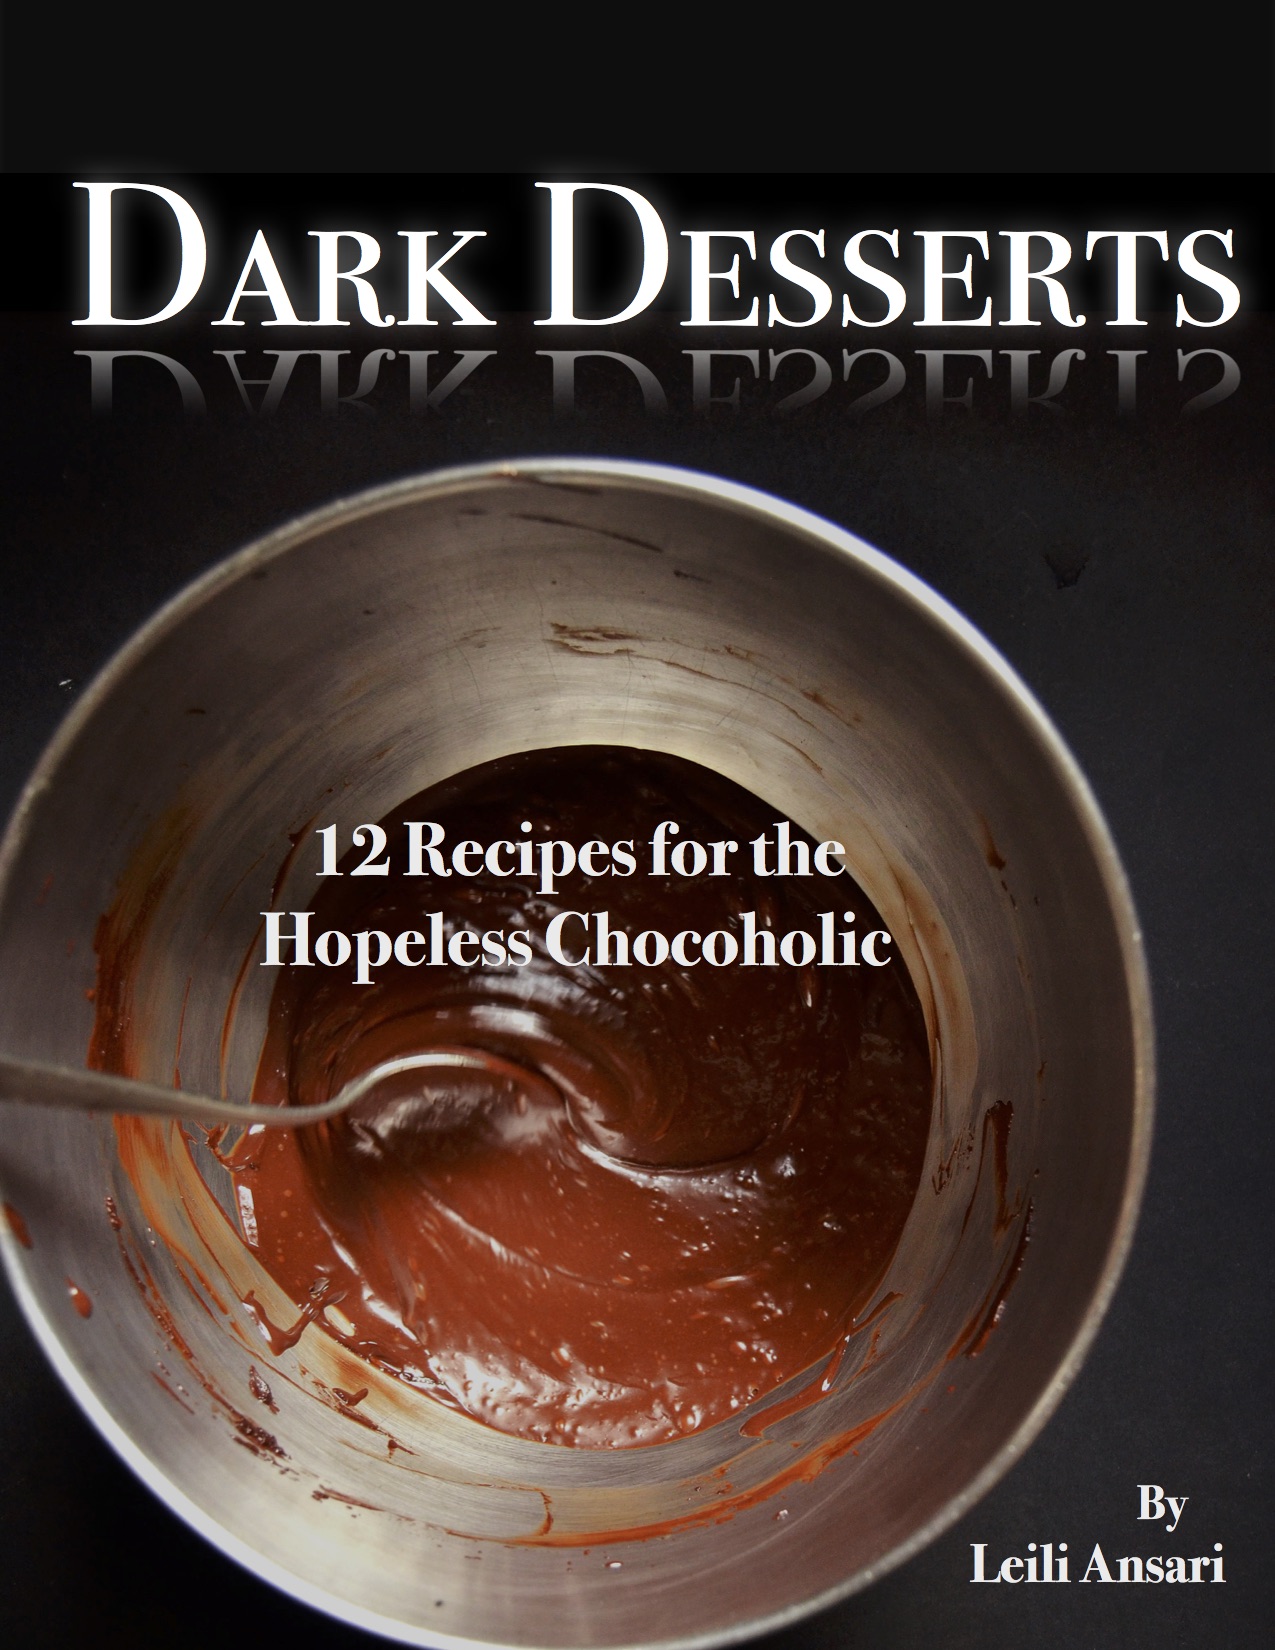 Dark Desserts
12 Recipes for the
Hopeless Chocoholic
By
Leili Ansari